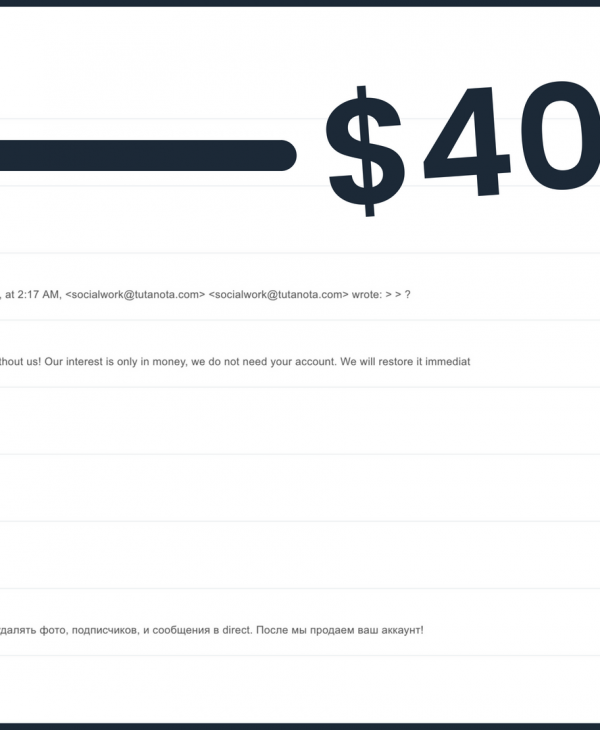 $40
, at 2:17 AM, <socialwork@tutanota.com> <socialwork@tutanota.com> wrote: > > ?
thout us! Our interest is only in money, we do not need your account. We will restore it immediat
далять фото, подписчиков, и сообщения в direct. После мы продаем ваш аккаунт!